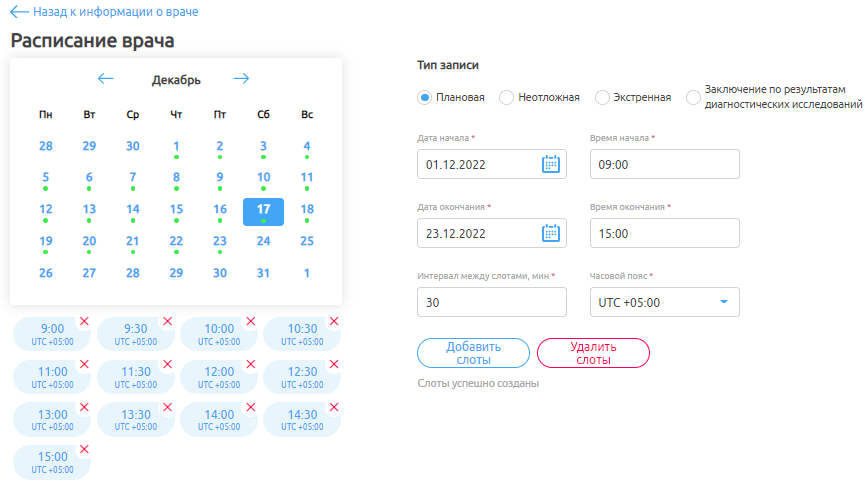 Назад к информации о враче
Расписание врача
Декабрь
Пн Вт Ср Чт Пт Сб Вс
28 29 30 1 2 3 4
5 6 7 8 9 10 11
12 13 14 15 16 17 18
19 20 21 22 23 24 25
26 27 28 29 30 31 1
9:00 9:30 10:00 10:30
UTC +05:00 UTC +05:00 UTC +05:00 UTC +05:00
11:00 11:30 12:00 12:30
UTC +05:00 UTC +05:00 UTC +05:00 UTC +05:00
13:00 13:30 14:00 14:30
UTC +05:00 UTC +05:00 UTC +05:00 UTC +05:00
15:00
UTC +05:00
Тип записи
Плановая Неотложная Экстренная Заключение по результатам
диагностических исследований
Дата начала * Время начала *
01.12.2022 09:00
Дата окончания * Время окончания *
23.12.2022 15:00
Интервал между слотами, мин * Часовой пояс *
30 UTC +05:00
Добавить Удалить
слоты слоты
Слоты успешно созданы